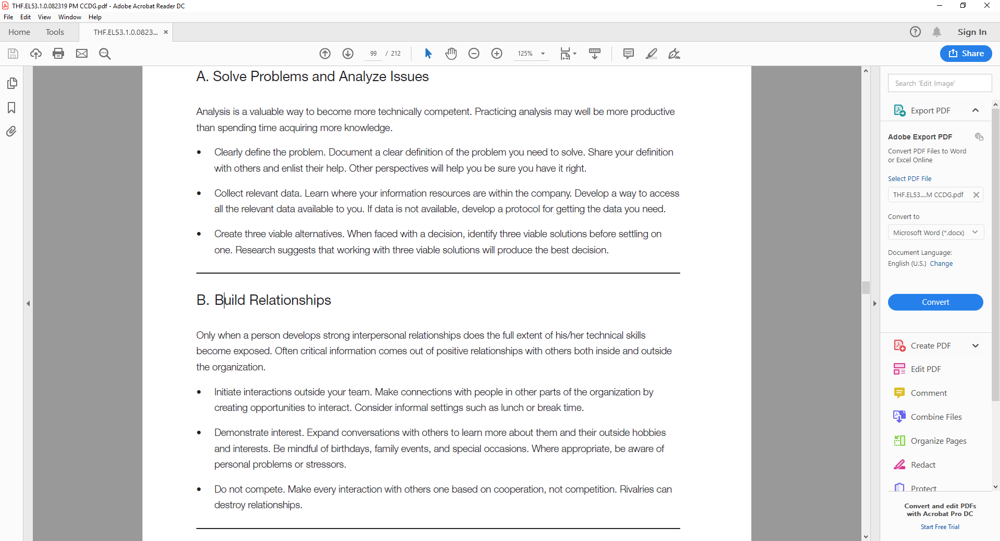 THF.EL53.1.0.082319 PM CCDG.pdf - Adobe Acrobat Reader DC
File Edit View Window Help
Home Tools THF.EL53.1.0.0823... Sign In
99 / 212 125% Share
A. Solve Problems and Analyze Issues
Analysis is a valuable way to become more technically competent. Practicing analysis may well be more productive
than spending time acquiring more knowledge.
• Clearly define the problem. Document a clear definition of the problem you need to solve. Share your definition
with others and enlist their help. Other perspectives will help you be sure you have it right.
• Collect relevant data. Learn where your information resources are within the company. Develop a way to access
all the relevant data available to you. If data is not available, develop a protocol for getting the data you need.
• Create three viable alternatives. When faced with a decision, identify three viable solutions before settling on
one. Research suggests that working with three viable solutions will produce the best decision.
B. Build Relationships
Only when a person develops strong interpersonal relationships does the full extent of his/her technical skills
become exposed. Often critical information comes out of positive relationships with others both inside and outside
the organization.
• Initiate interactions outside your team. Make connections with people in other parts of the organization by
creating opportunities to interact. Consider informal settings such as lunch or break time.
• Demonstrate interest. Expand conversations with others to learn more about them and their outside hobbies
and interests. Be mindful of birthdays, family events, and special occasions. Where appropriate, be aware of
personal problems or stressors.
• Do not compete. Make every interaction with others one based on cooperation, not competition. Rivalries can
destroy relationships.
Search 'Edit Image'
Export PDF
Adobe Export PDF
Convert PDF Files to Word
or Excel Online
Select PDF File
THF.EL53....M CCDG.pdf
Convert to
Microsoft Word (*.docx)
Document Language:
English (U.S.) Change
Convert
Create PDF
Edit PDF
Comment
Combine Files
Organize Pages
Redact
Protect
Convert and edit PDFs
with Acrobat Pro DC
Start Free Trial